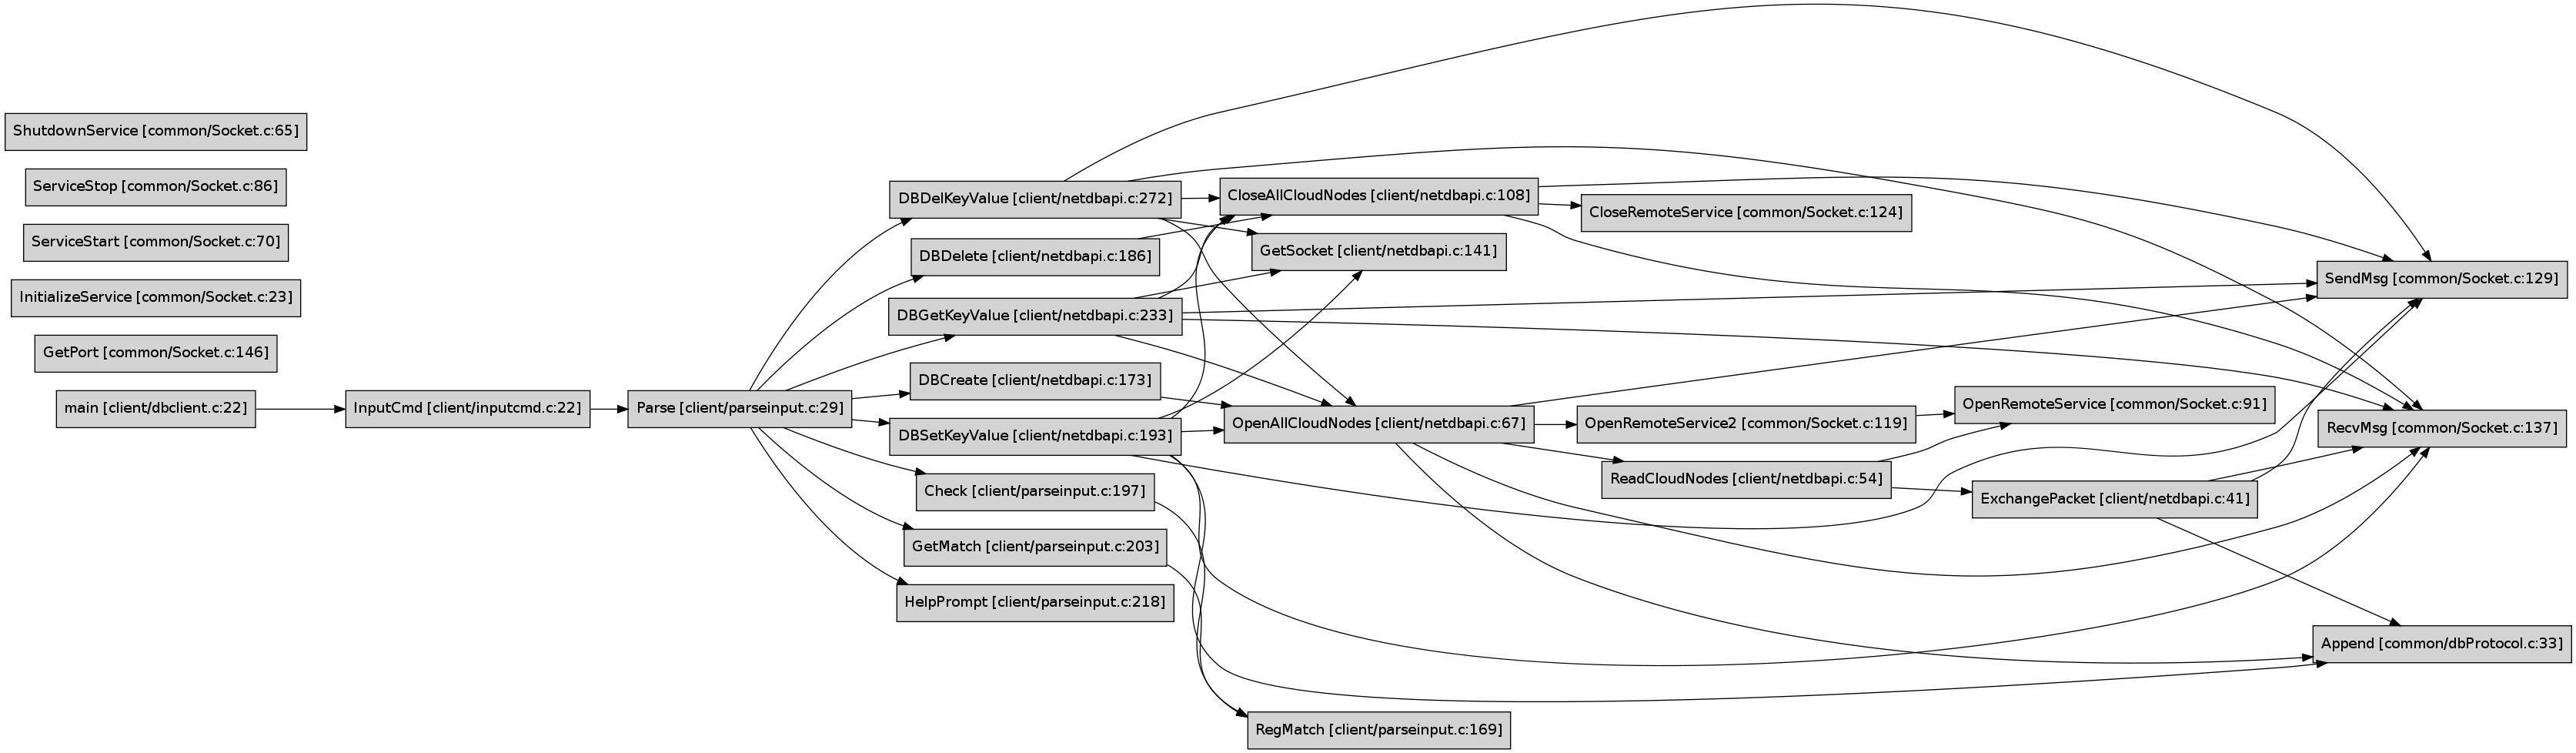 ShutdownService [common/Socket.c:65]
ServiceStop [common/Socket.c:86]
ServiceStart [common/Socket.c:70]
InitializeService [common/Socket.c:23]
GetPort [common/Socket.c:146]
main [client/dbclient.c:22]
InputCmd [client/inputcmd.c:22]
Parse [client/parseinput.c:29]
DBDelKeyValue [client/netdbapi.c:272]
DBDelete [client/netdbapi.c:186]
DBGetKeyValue [client/netdbapi.c:233]
DBCreate [client/netdbapi.c:173]
DBSetKeyValue [client/netdbapi.c:193]
Check [client/parseinput.c:197]
GetMatch [client/parseinput.c:203]
HelpPrompt [client/parseinput.c:218]
CloseAllCloudNodes [client/netdbapi.c:108]
GetSocket [client/netdbapi.c:141]
OpenAllCloudNodes [client/netdbapi.c:67]
RegMatch [client/parseinput.c:169]
CloseRemoteService [common/Socket.c:124]
OpenRemoteService2 [common/Socket.c:119]
ReadCloudNodes [client/netdbapi.c:54]
OpenRemoteService [common/Socket.c:91]
ExchangePacket [client/netdbapi.c:41]
SendMsg [common/Socket.c:129]
RecvMsg [common/Socket.c:137]
Append [common/dbProtocol.c:33]